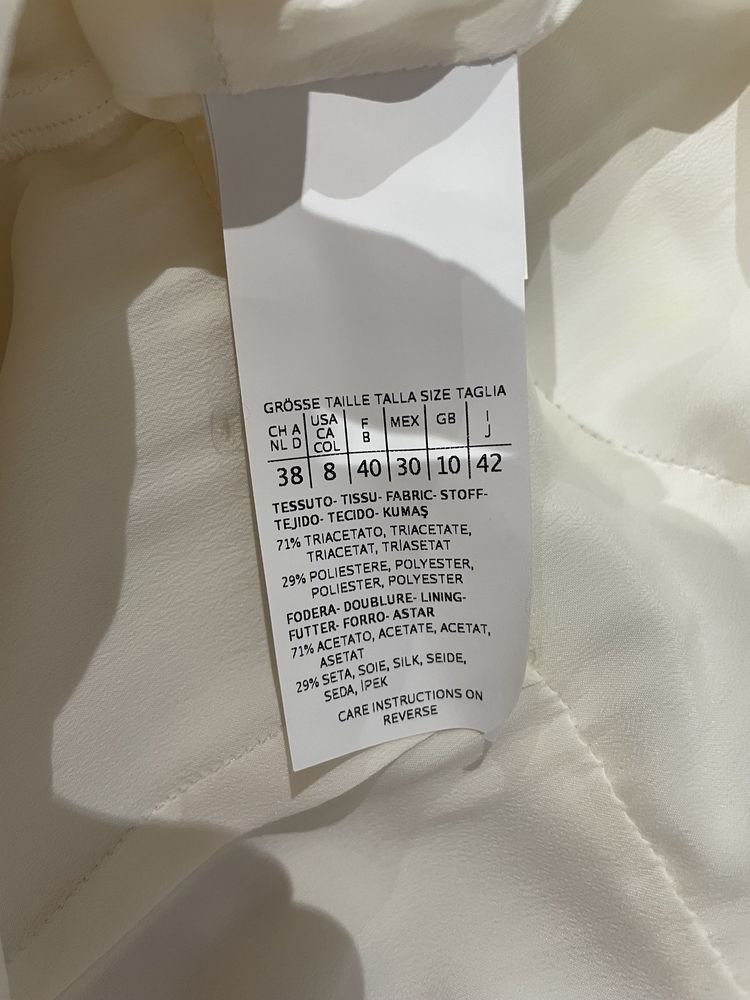 GRÖSSE TAILLE TALLA SIZE TAGLIA
CH A NL D | USA CA COL | F B | MEX | GB | I J
38 | 8 | 40 | 30 | 10 | 42
TESSUTO- TISSU- FABRIC- STOFF-
TEJIDO- TECIDO- KUMAŞ
71% TRIACETATO, TRIACETATE,
TRIACETAT, TRİASETAT
29% POLIESTERE, POLYESTER,
POLIESTER, POLYESTER
FODERA- DOUBLURE- LINING-
FUTTER- FORRO- ASTAR
71% ACETATO, ACETATE, ACETAT,
ASETAT
29% SETA, SOIE, SILK, SEIDE,
SEDA, İPEK
CARE INSTRUCTIONS ON
REVERSE